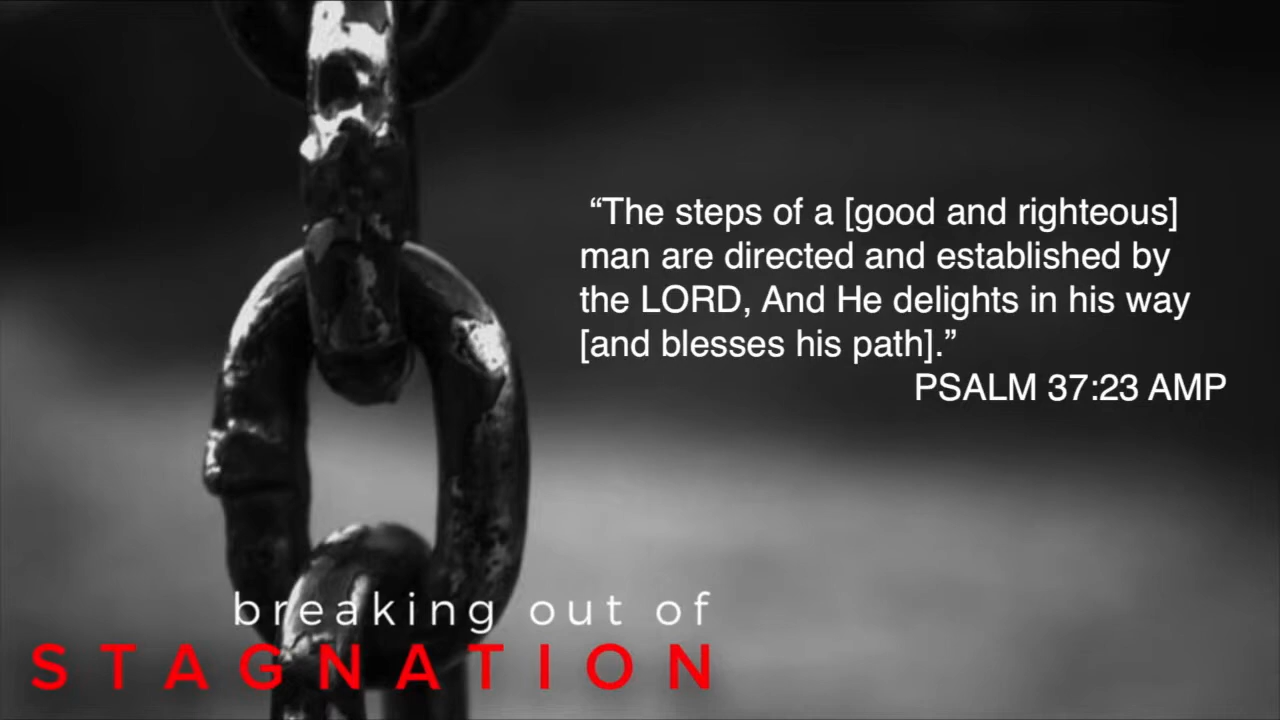 “The steps of a [good and righteous]
man are directed and established by
the LORD, And He delights in his way
[and blesses his path].”
PSALM 37:23 AMP
breaking out of
STAGNATION